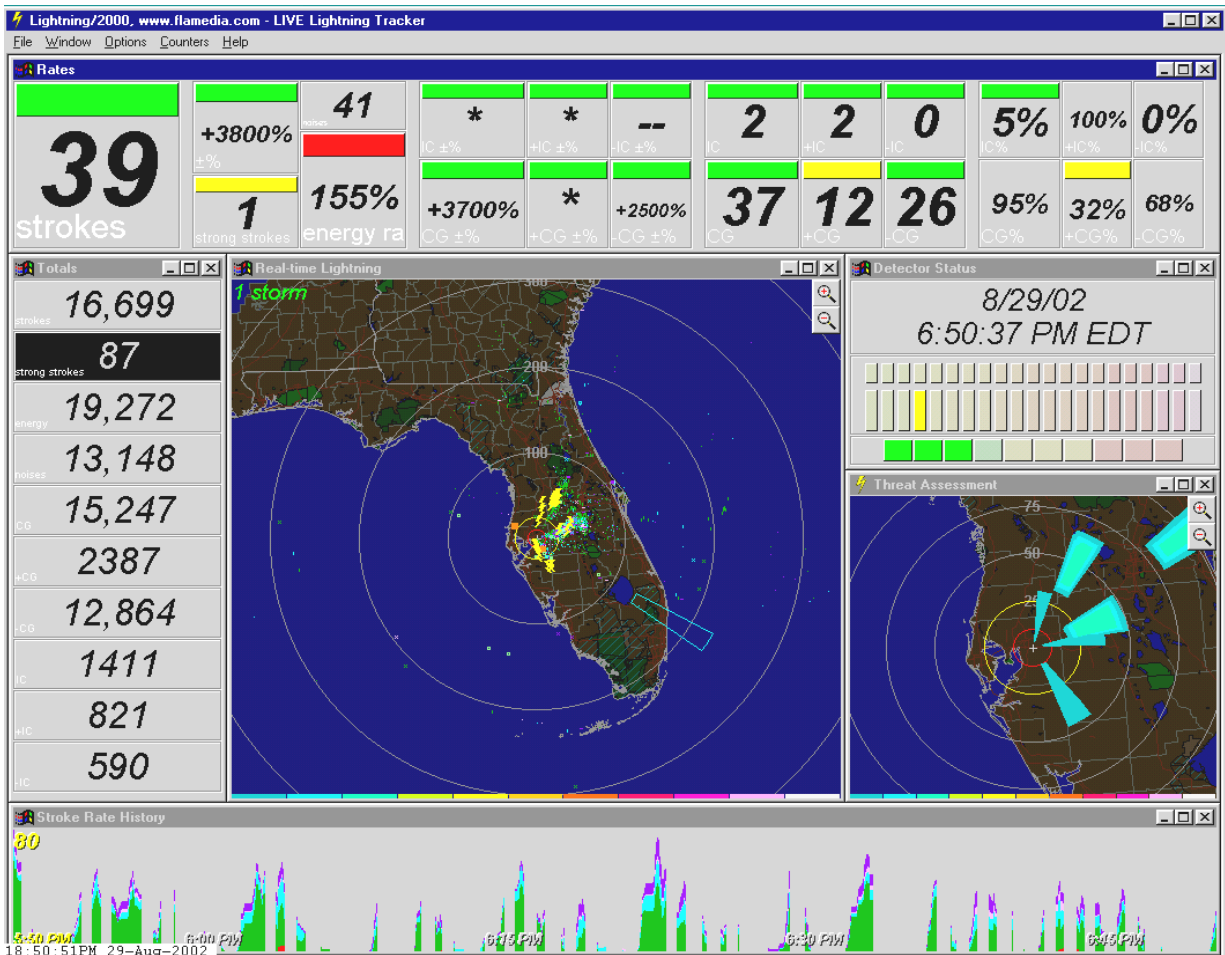 Lightning/2000, www.flamedia.com - LIVE Lightning Tracker
File Window Options Counters Help
Rates
39
strokes
+3800%
±%
1
strong strokes
41
noises
155%
energy ra
*
IC ±%
*
+IC ±%
--
-IC ±%
+3700%
CG ±%
*
+CG ±%
+2500%
-CG ±%
2
IC
2
+IC
0
-IC
37
CG
12
+CG
26
-CG
5%
IC%
100%
+IC%
0%
-IC%
95%
CG%
32%
+CG%
68%
-CG%
Totals
16,699
strokes
87
strong strokes
19,272
energy
13,148
noises
15,247
CG
2387
+CG
12,864
-CG
1411
IC
821
+IC
590
-IC
Real-time Lightning
1 storm
300
200
100
Detector Status
8/29/02
6:50:37 PM EDT
Threat Assessment
75
50
25
Stroke Rate History
80
5:50 PM 6:00 PM 6:15 PM 6:30 PM 6:45 PM
18:50:51PM 29-Aug-2002